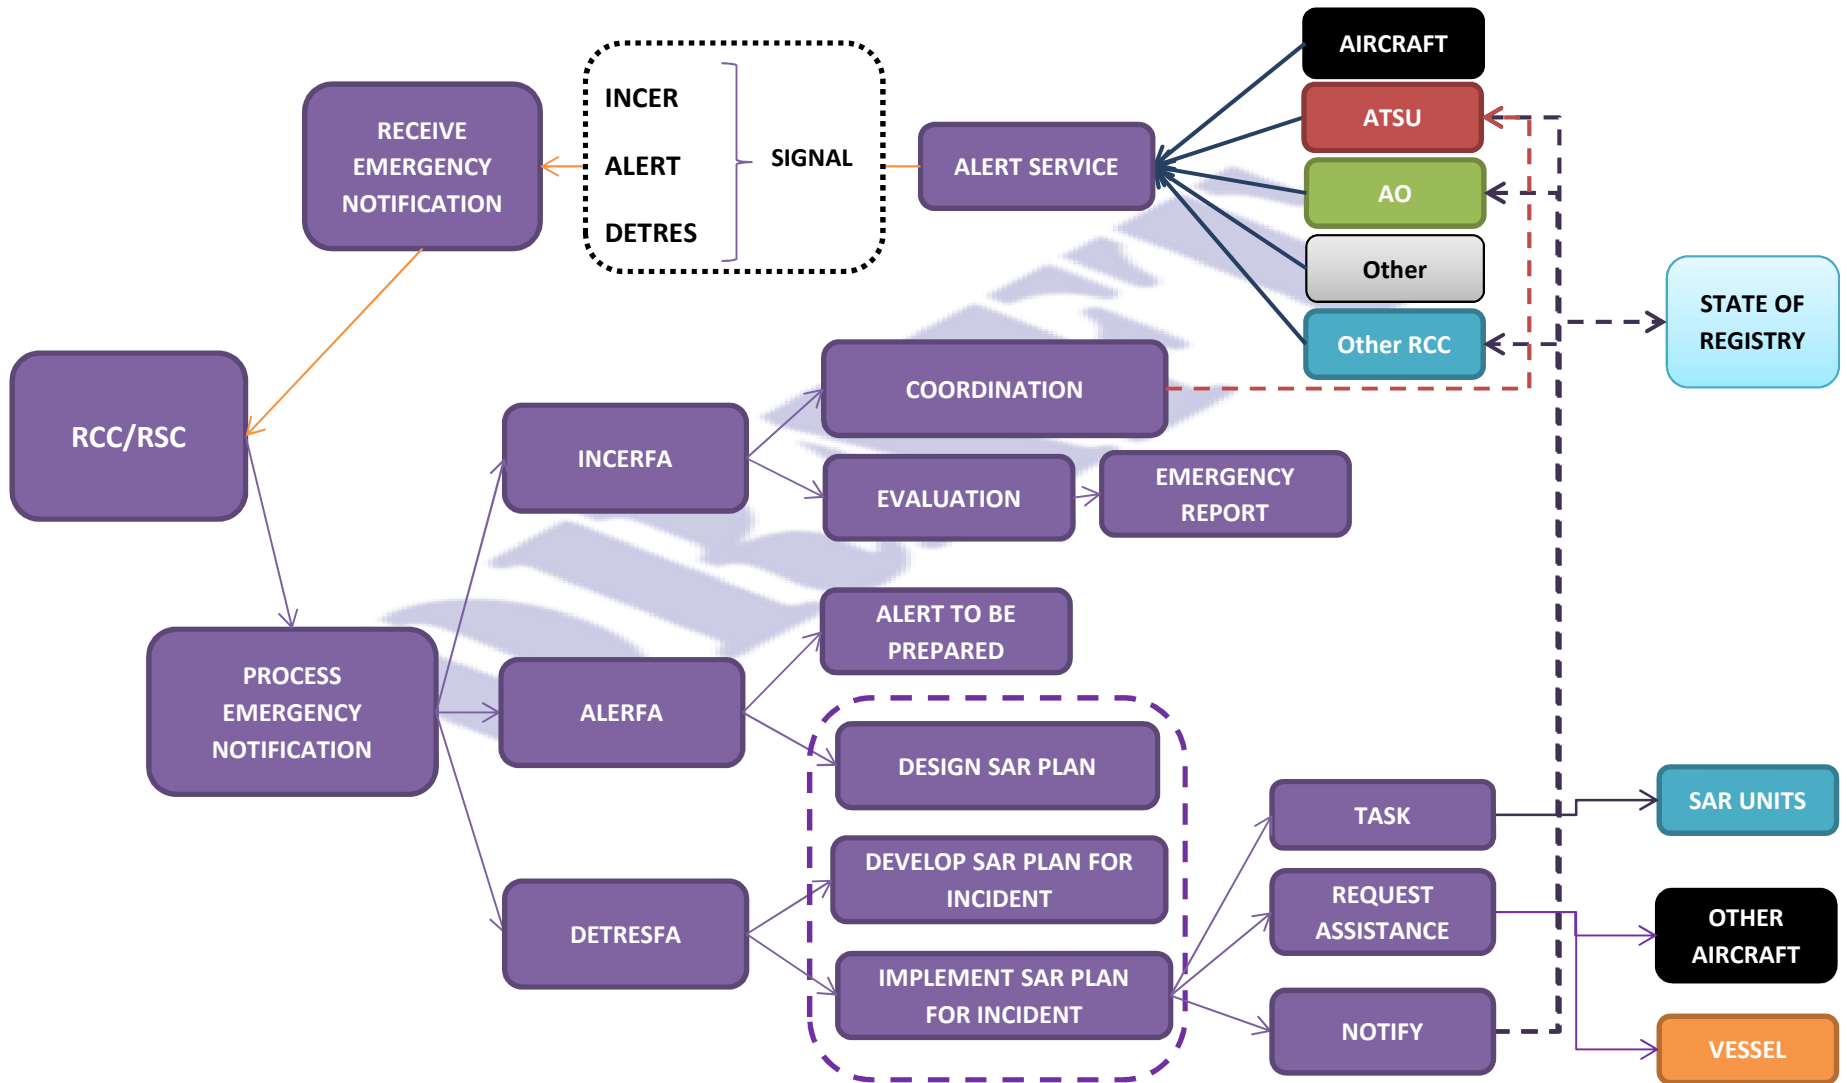 AIRCRAFT
INCER
RECEIVE
EMERGENCY
NOTIFICATION
ALERT
SIGNAL
DETRES
ALERT SERVICE
ATSU
AO
Other
Other RCC
STATE OF
REGISTRY
RCC/RSC
INCERFA
COORDINATION
EVALUATION
EMERGENCY
REPORT
PROCESS
EMERGENCY
NOTIFICATION
ALERFA
ALERT TO BE
PREPARED
DESIGN SAR PLAN
DETRESFA
DEVELOP SAR PLAN FOR
INCIDENT
IMPLEMENT SAR PLAN
FOR INCIDENT
TASK
REQUEST
ASSISTANCE
NOTIFY
SAR UNITS
OTHER
AIRCRAFT
VESSEL